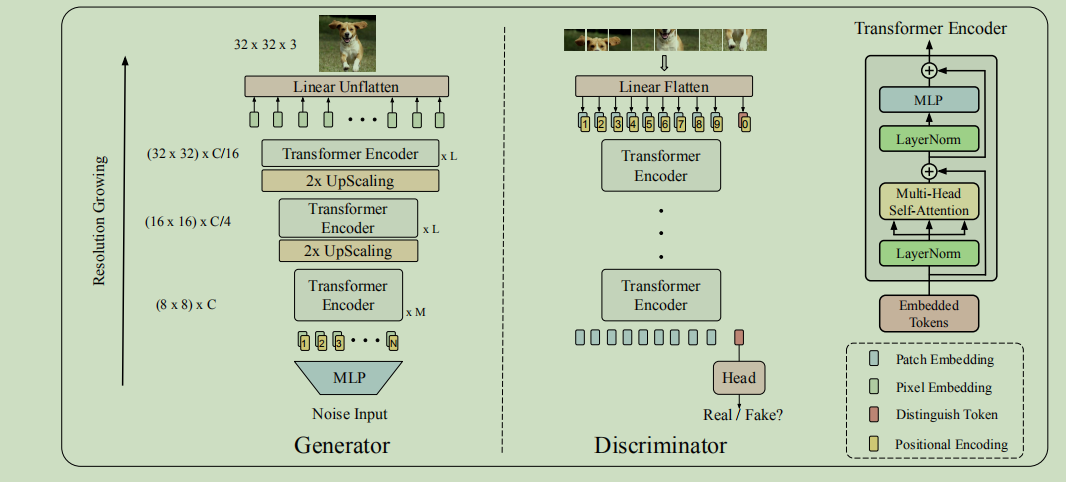 Transformer Encoder
32 x 32 x 3
Linear Unflatten
Linear Flatten
1 2 3 4 5 6 7 8 9 0
(32 x 32) x C/16
Transformer Encoder
x L
2x UpScaling
(16 x 16) x C/4
Transformer
Encoder
x L
2x UpScaling
(8 x 8) x C
Transformer
Encoder
x M
1 2 3 N
MLP
Noise Input
Generator
Resolution Growing
Transformer
Encoder
Transformer
Encoder
Head
Real / Fake?
Discriminator
MLP
LayerNorm
Multi-Head
Self-Attention
LayerNorm
Embedded
Tokens
Patch Embedding
Pixel Embedding
Distinguish Token
Positional Encoding